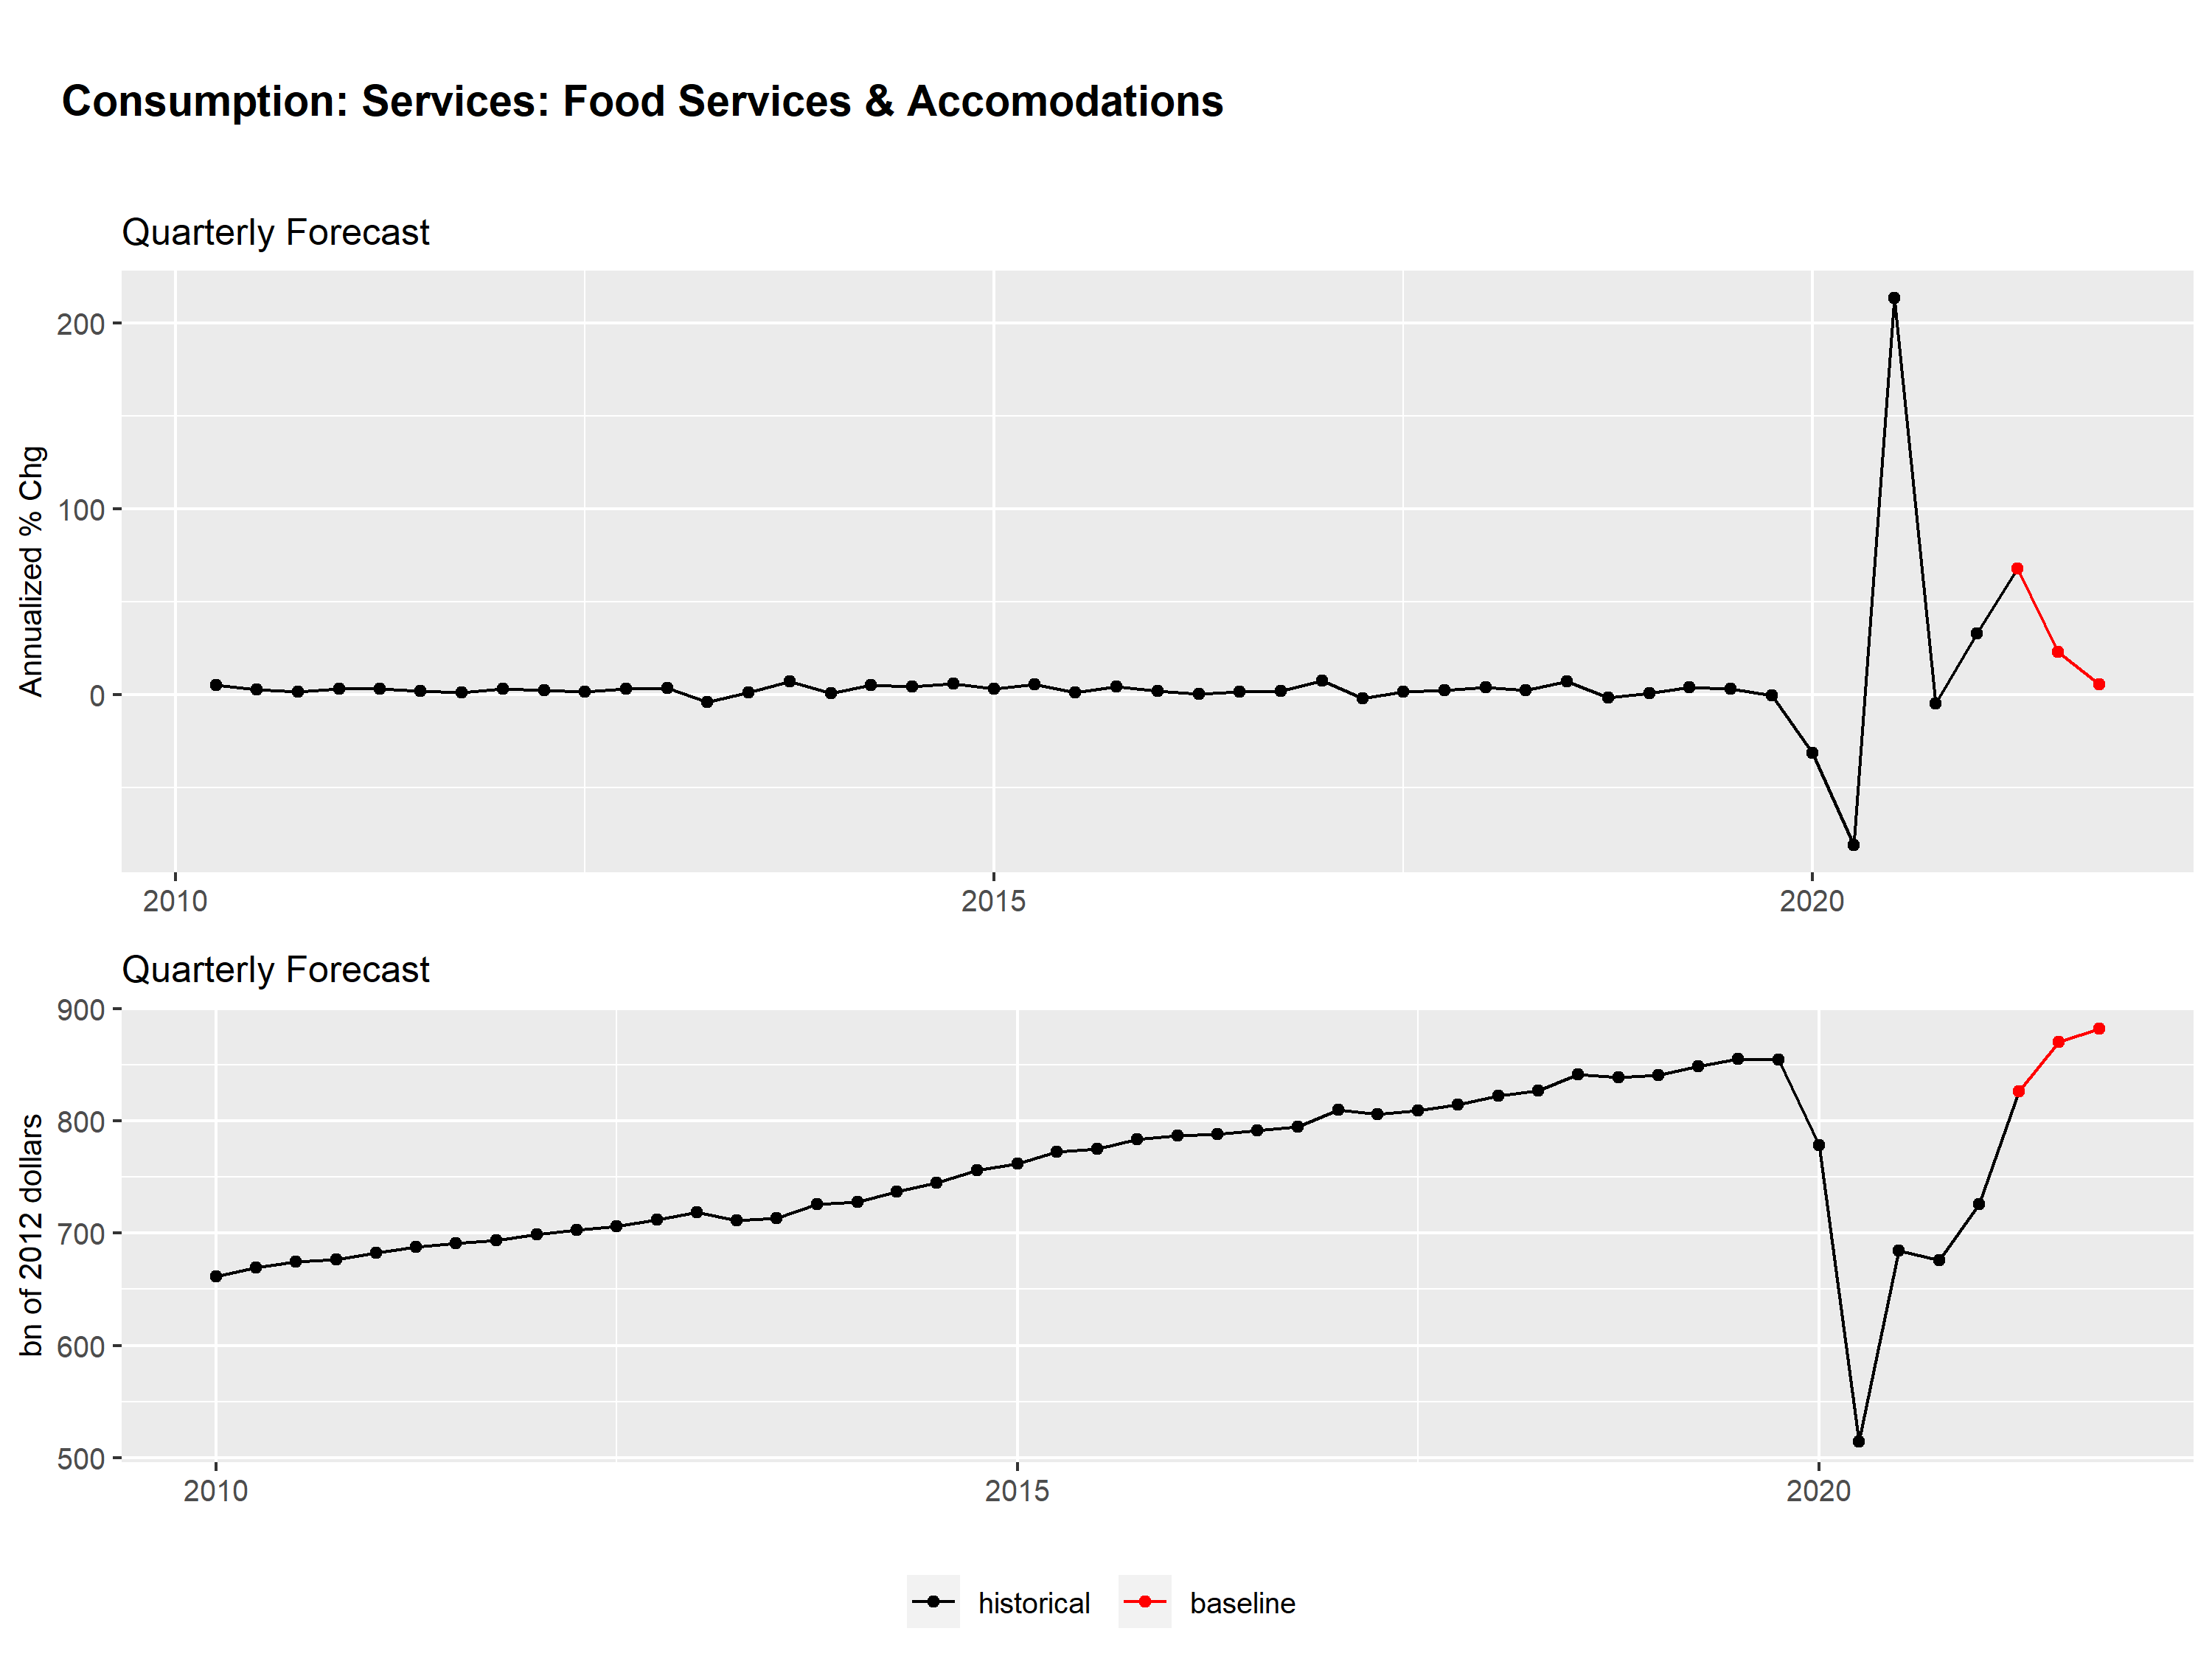 Consumption: Services: Food Services & Accomodations
Quarterly Forecast
Annualized % Chg
200
100
0
2010 2015 2020
Quarterly Forecast
bn of 2012 dollars
900
800
700
600
500
2010 2015 2020
historical baseline